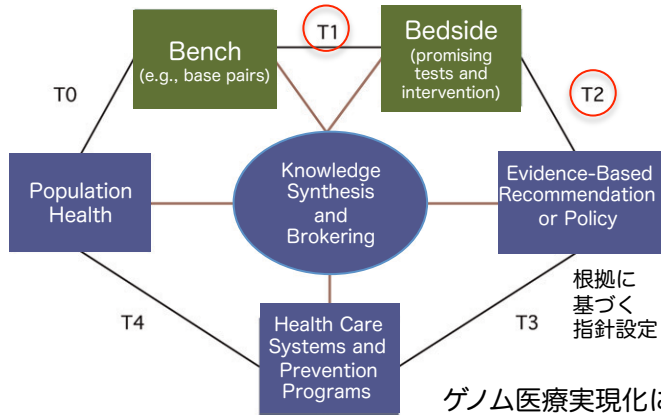 T1
Bench
(e.g., base pairs)
Bedside
(promising
tests and
intervention)
T0
T2
Population
Health
Knowledge
Synthesis
and
Brokering
Evidence-Based
Recommendation
or Policy
根拠に
基づく
指針設定
T4
T3
Health Care
Systems and
Prevention
Programs
ゲノム医療実現化に